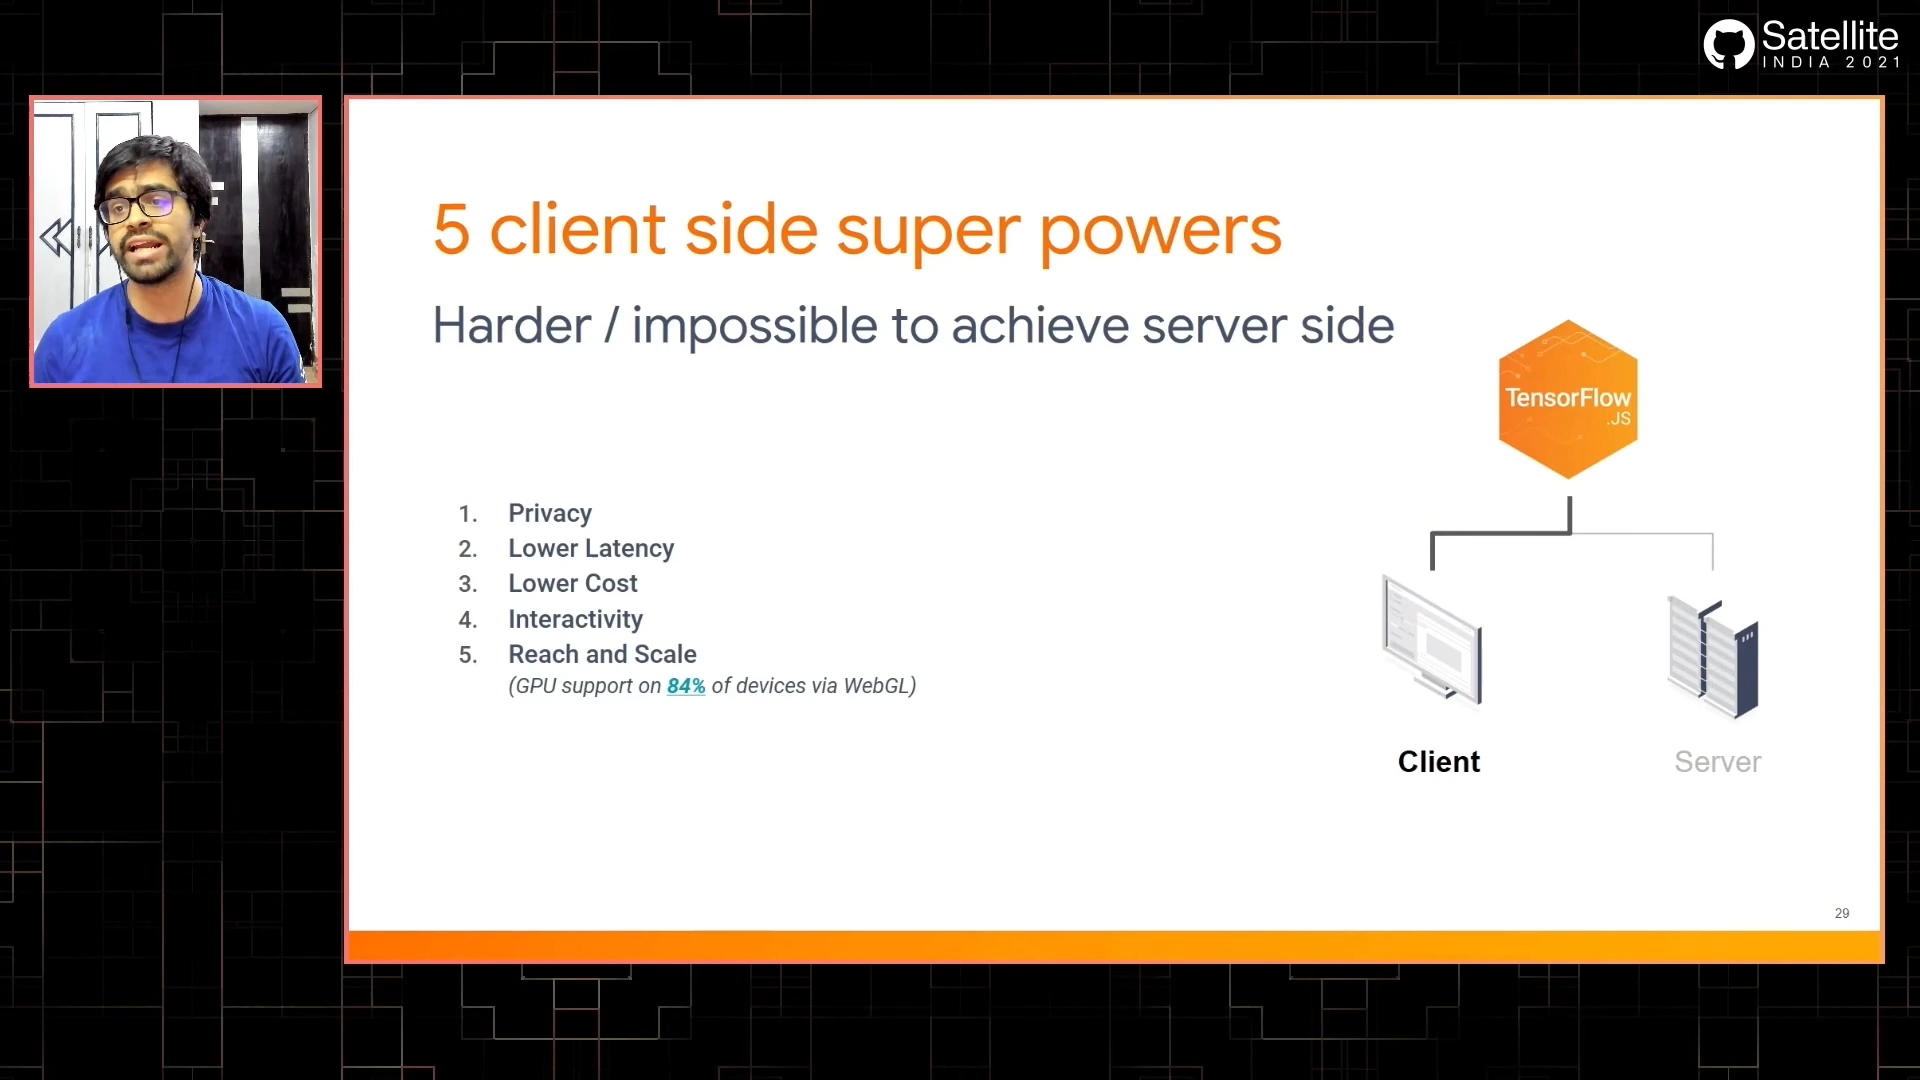 Satellite
INDIA 2021
5 client side super powers
Harder / impossible to achieve server side
TensorFlow
.JS
1. Privacy
2. Lower Latency
3. Lower Cost
4. Interactivity
5. Reach and Scale
(GPU support on 84% of devices via WebGL)
Client
Server
29